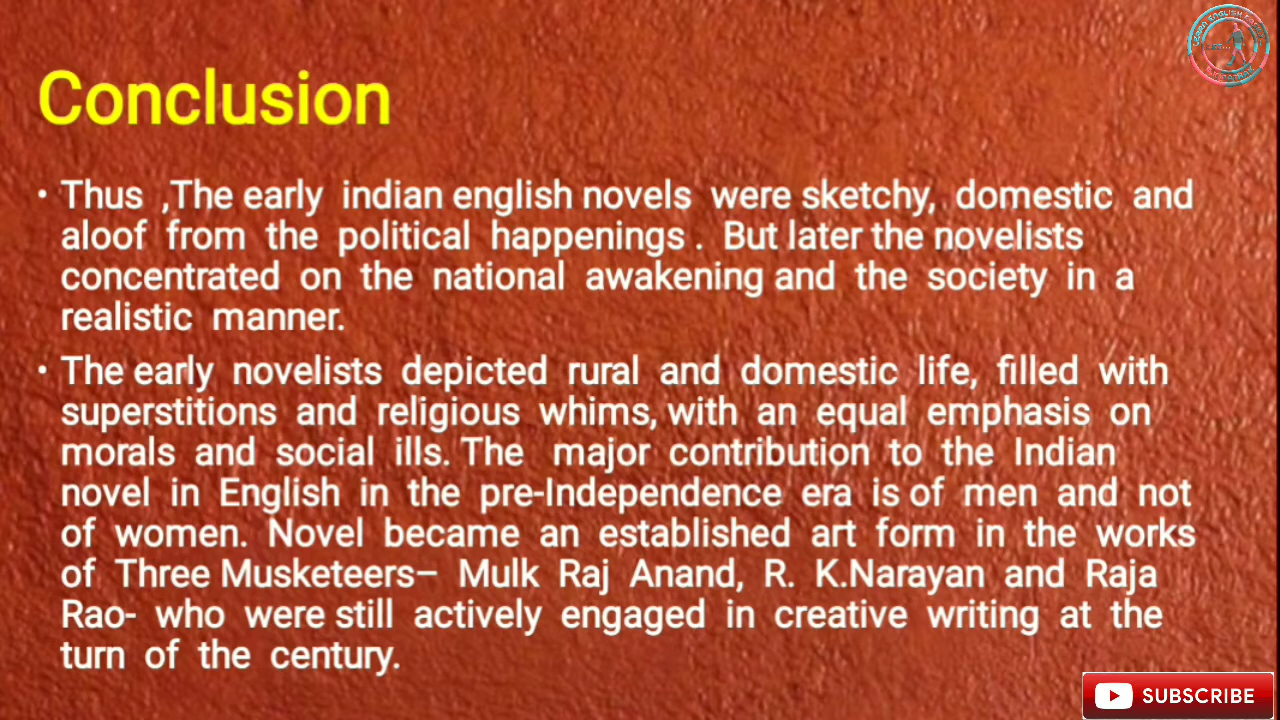 Conclusion
• Thus ,The early indian english novels were sketchy, domestic and
aloof from the political happenings . But later the novelists
concentrated on the national awakening and the society in a
realistic manner.
• The early novelists depicted rural and domestic life, filled with
superstitions and religious whims, with an equal emphasis on
morals and social ills. The major contribution to the Indian
novel in English in the pre-Independence era is of men and not
of women. Novel became an established art form in the works
of Three Musketeers– Mulk Raj Anand, R. K.Narayan and Raja
Rao- who were still actively engaged in creative writing at the
turn of the century.
SUBSCRIBE